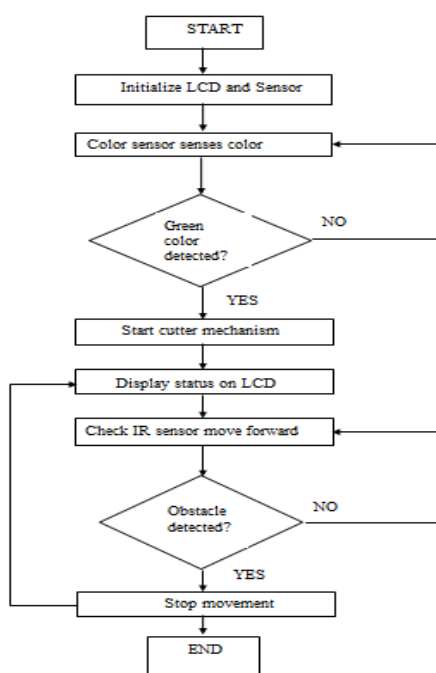 START
Initialize LCD and Sensor
Color sensor senses color
Green
color
detected?
NO
YES
Start cutter mechanism
Display status on LCD
Check IR sensor move forward
Obstacle
detected?
NO
YES
Stop movement
END